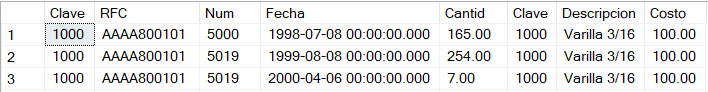 Clave RFC Num Fecha Cantid Clave Descripcion Costo
1 1000 AAAA800101 5000 1998-07-08 00:00:00.000 165.00 1000 Varilla 3/16 100.00
2 1000 AAAA800101 5019 1999-08-08 00:00:00.000 254.00 1000 Varilla 3/16 100.00
3 1000 AAAA800101 5019 2000-04-06 00:00:00.000 7.00 1000 Varilla 3/16 100.00